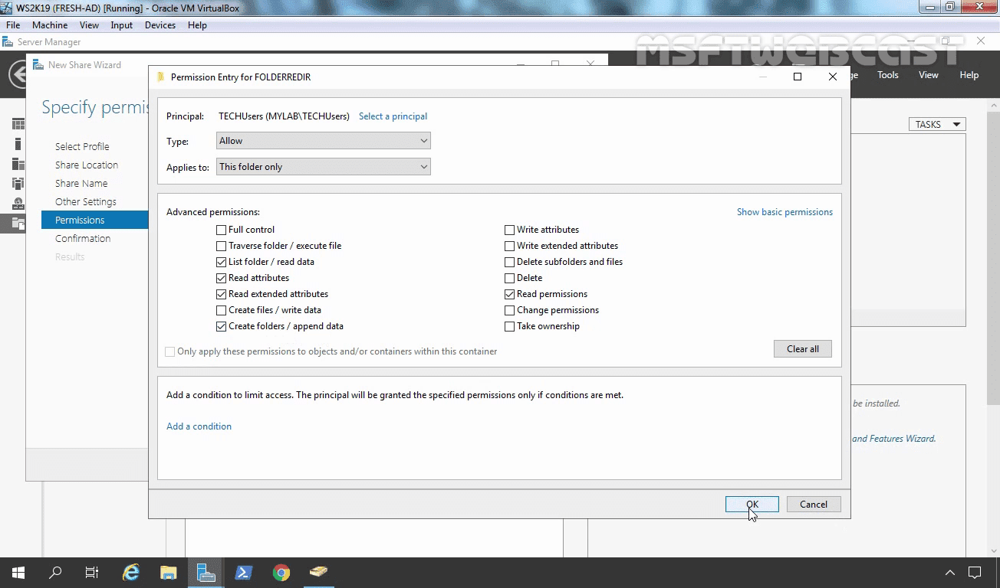 WS2K19 (FRESH-AD) [Running] - Oracle VM VirtualBox
File Machine View Input Devices Help
Server Manager
MSFTWEBCAST
New Share Wizard
Tools View Help
Permission Entry for FOLDERREDIR
Specify permis
Principal: TECHUsers (MYLAB\TECHUsers) Select a principal
TASKS
Type: Allow
Applies to: This folder only
Select Profile
Share Location
Share Name
Other Settings
Permissions
Confirmation
Results
Advanced permissions:
Show basic permissions
Full control
Traverse folder / execute file
List folder / read data
Read attributes
Read extended attributes
Create files / write data
Create folders / append data
Write attributes
Write extended attributes
Delete subfolders and files
Delete
Read permissions
Change permissions
Take ownership
Only apply these permissions to objects and/or containers within this container
Clear all
Add a condition to limit access. The principal will be granted the specified permissions only if conditions are met.
be installed.
Add a condition
and Features Wizard.
OK Cancel